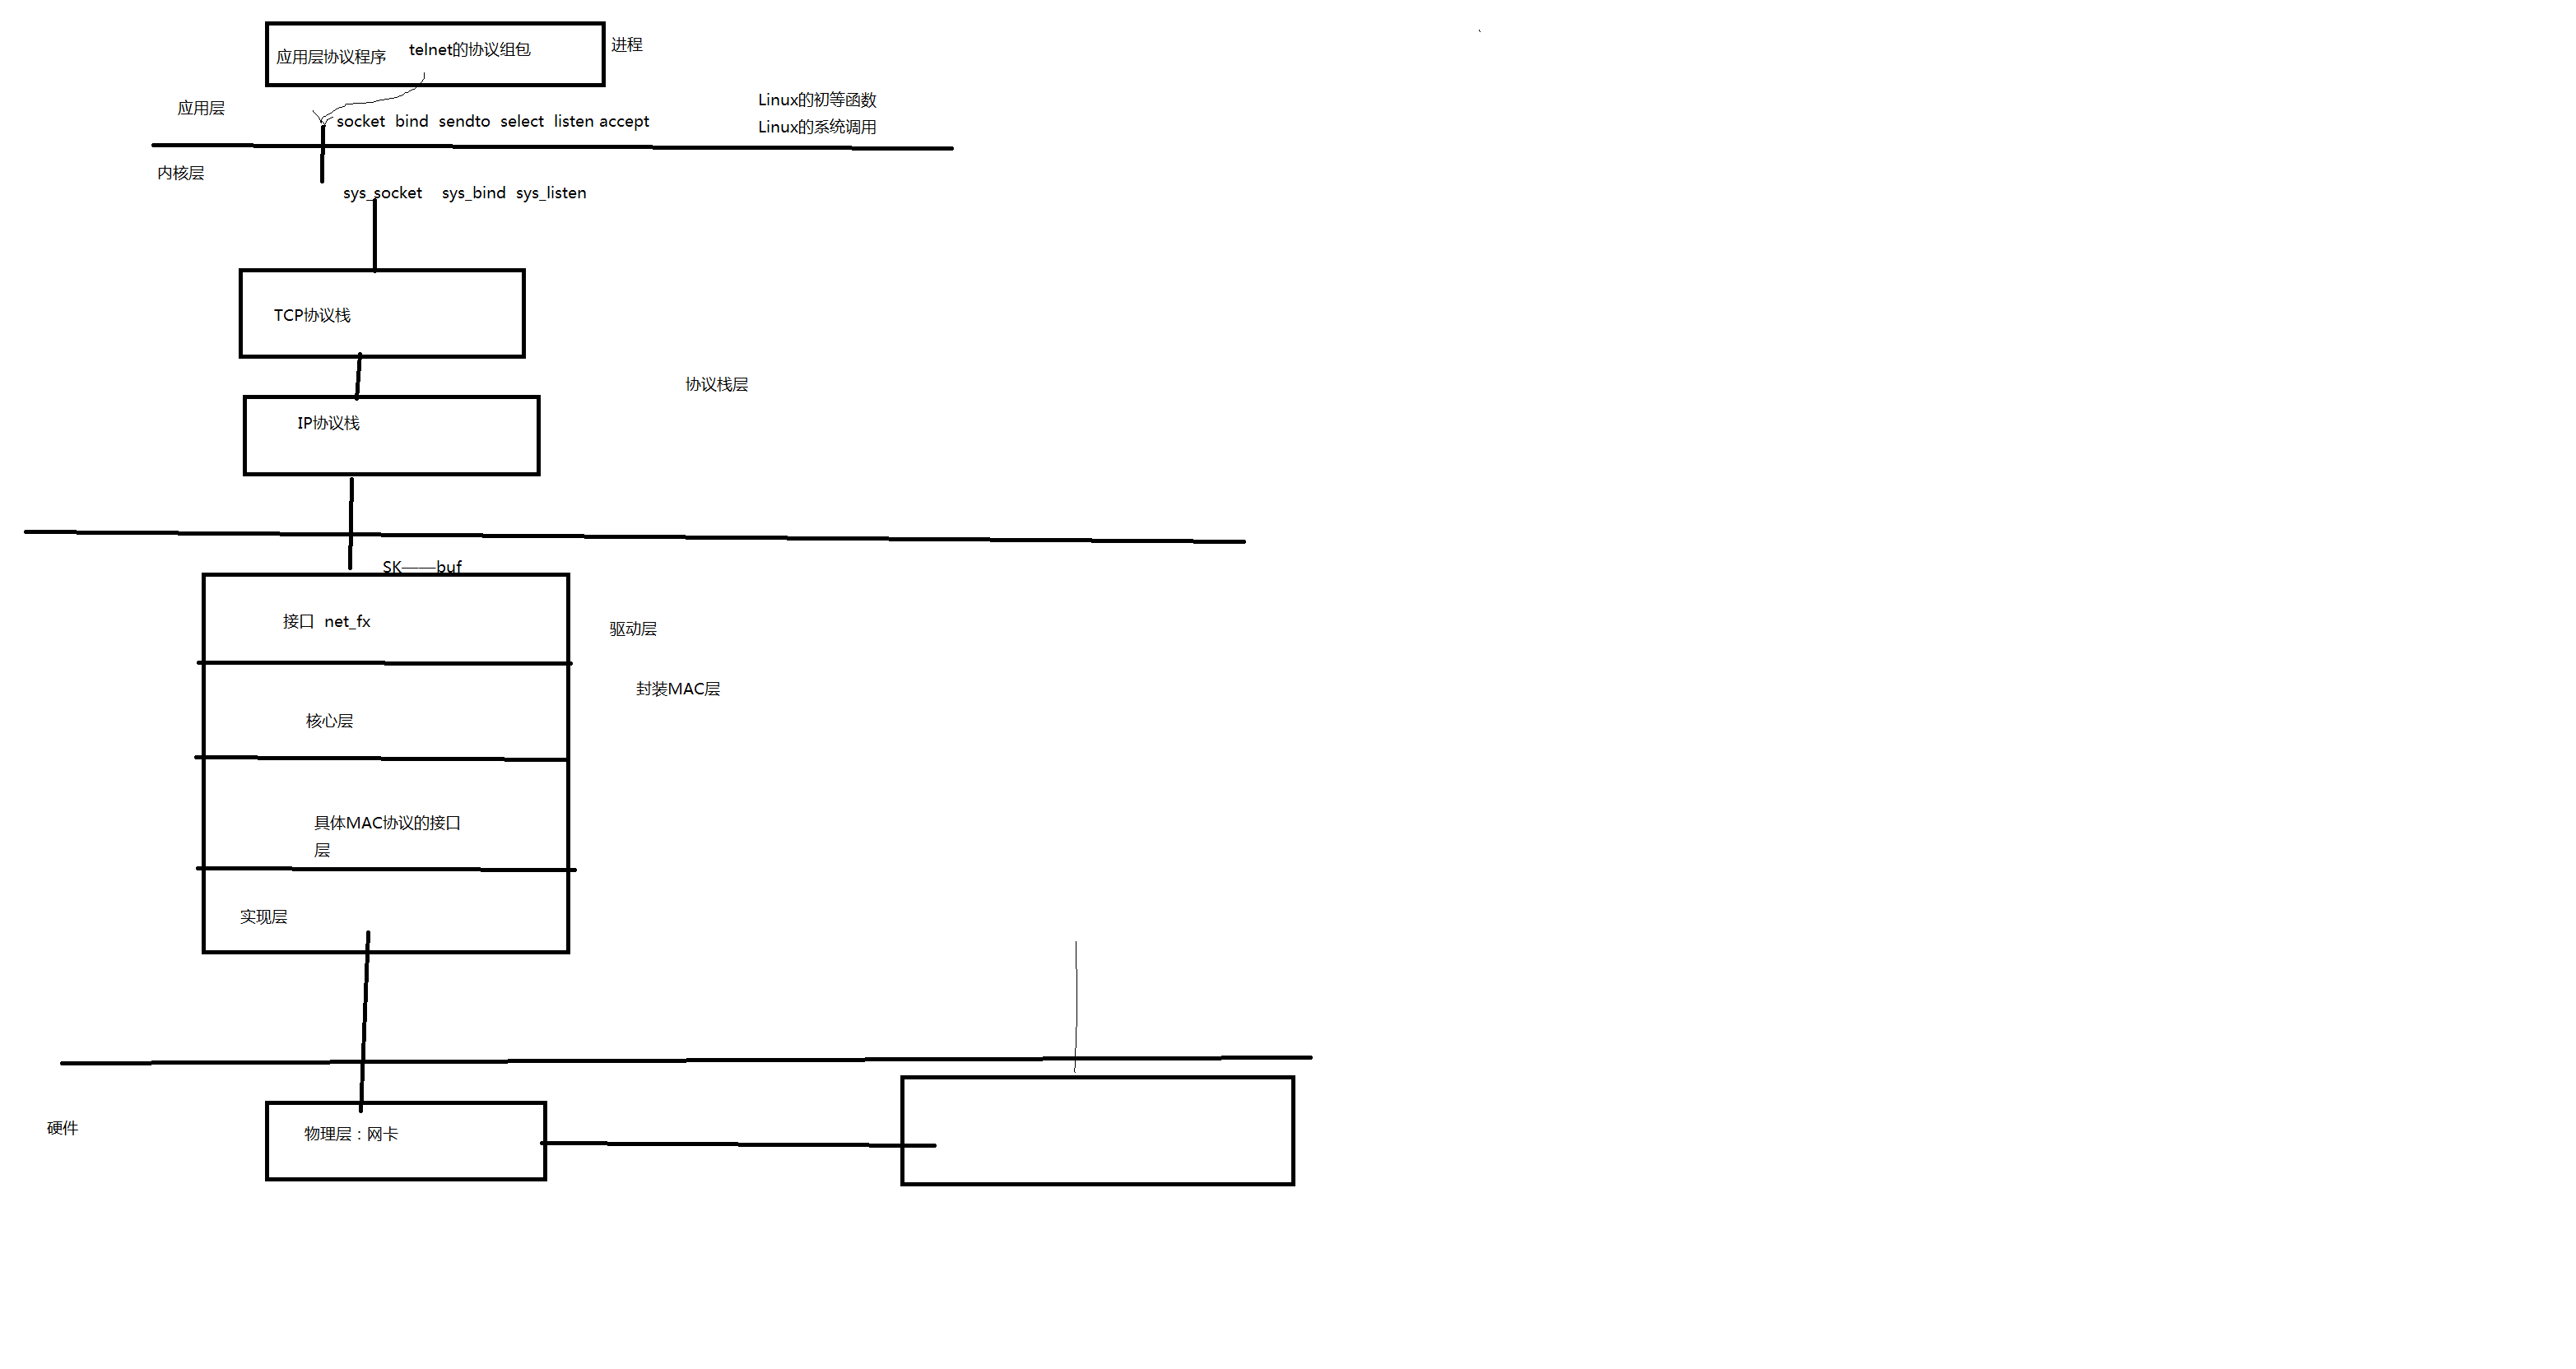 应用层协议程序 telnet的协议组包 进程
应用层
Linux的初等函数
socket bind sendto select listen accept
Linux的系统调用
内核层
sys_socket sys_bind sys_listen
TCP协议栈
协议栈层
IP协议栈
SK——buf
接口 net_fx
驱动层
封装MAC层
核心层
具体MAC协议的接口
层
实现层
硬件
物理层：网卡